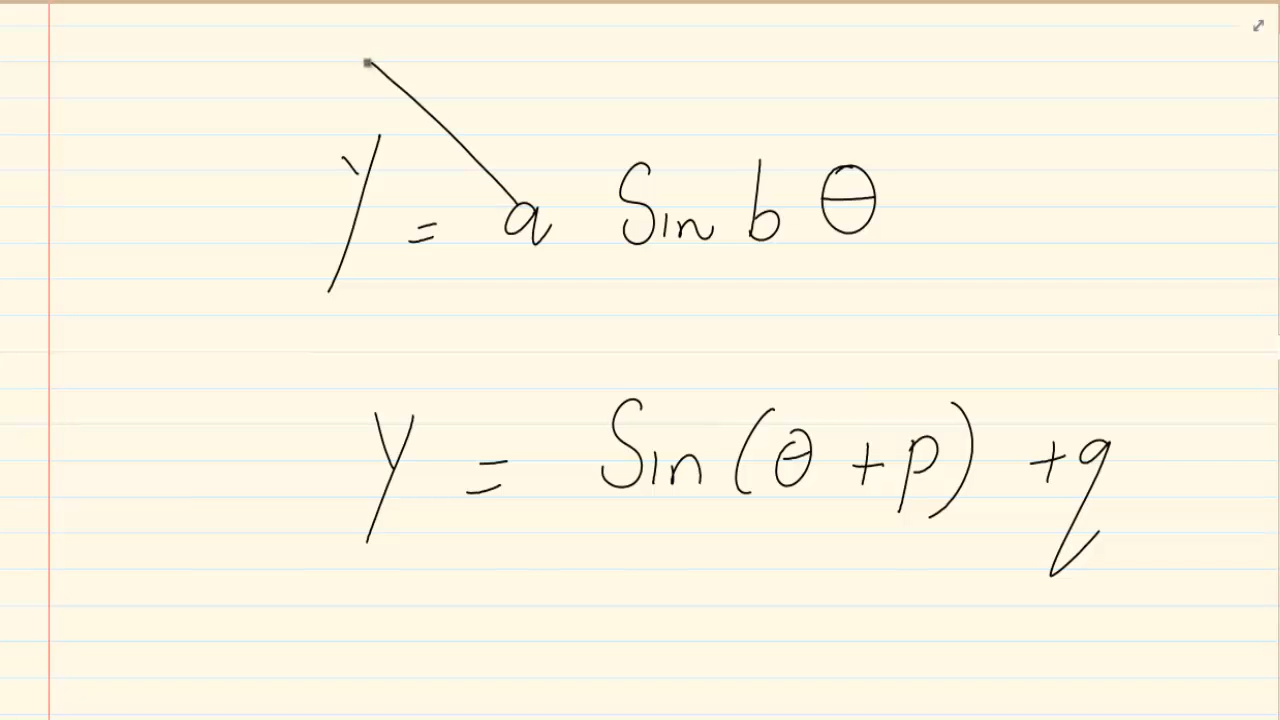 y = a Sin b θ
y = Sin (θ + p) + q